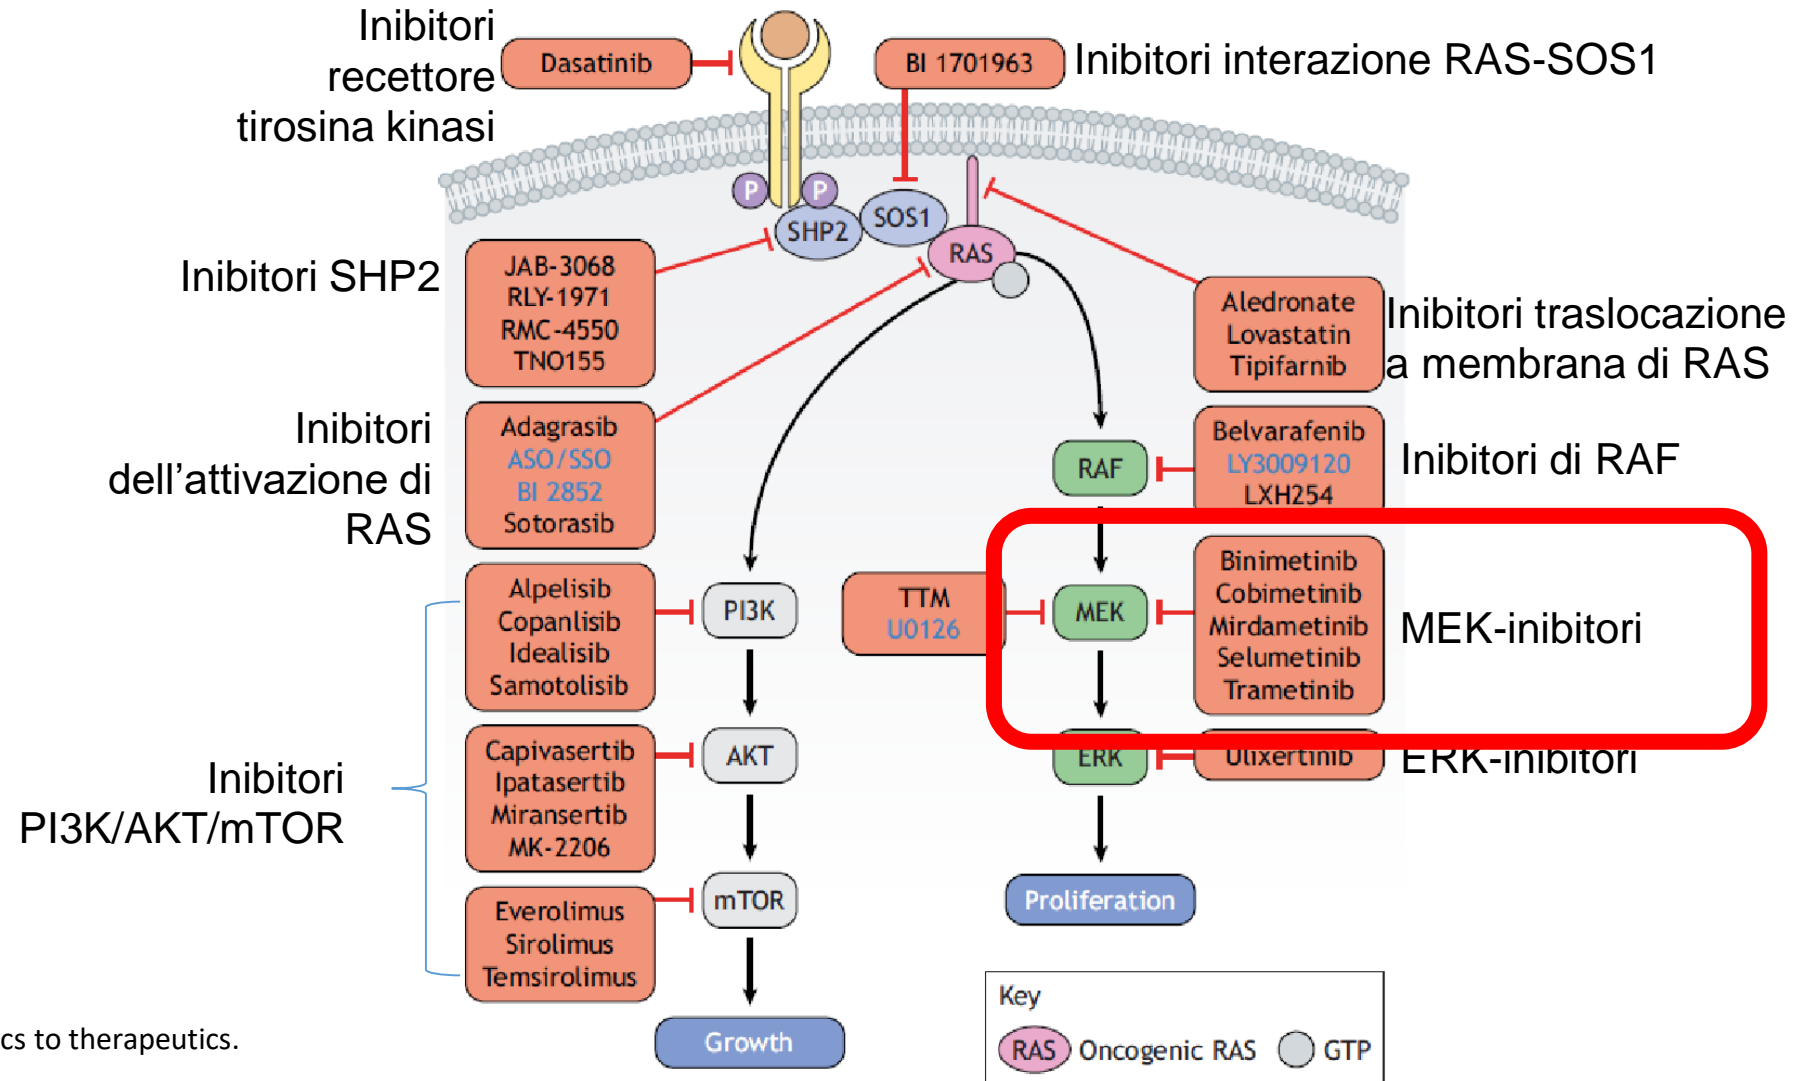 Inibitori
recettore
tirosina kinasi
Dasatinib
BI 1701963
Inibitori interazione RAS-SOS1
P
P
SHP2
SOS1
RAS
Inibitori SHP2
JAB-3068
RLY-1971
RMC-4550
TNO155
Aledronate
Lovastatin
Tipifarnib
Inibitori traslocazione
a membrana di RAS
Inibitori
dell'attivazione di
RAS
Adagrasib
ASO/SSO
BI 2852
Sotorasib
RAF
Belvarafenib
LY3009120
LXH254
Inibitori di RAF
Alpelisib
Copanlisib
Idealisib
Samotolisib
PI3K
TTM
U0126
MEK
Binimetinib
Cobimetinib
Mirdametinib
Selumetinib
Trametinib
MEK-inibitori
Inibitori
PI3K/AKT/mTOR
Capivasertib
Ipatasertib
Miransertib
MK-2206
AKT
ERK
Ulixertinib
ERK-inibitori
Everolimus
Sirolimus
Temsirolimus
mTOR
Proliferation
Growth
Key
RAS Oncogenic RAS GTP
cs to therapeutics.